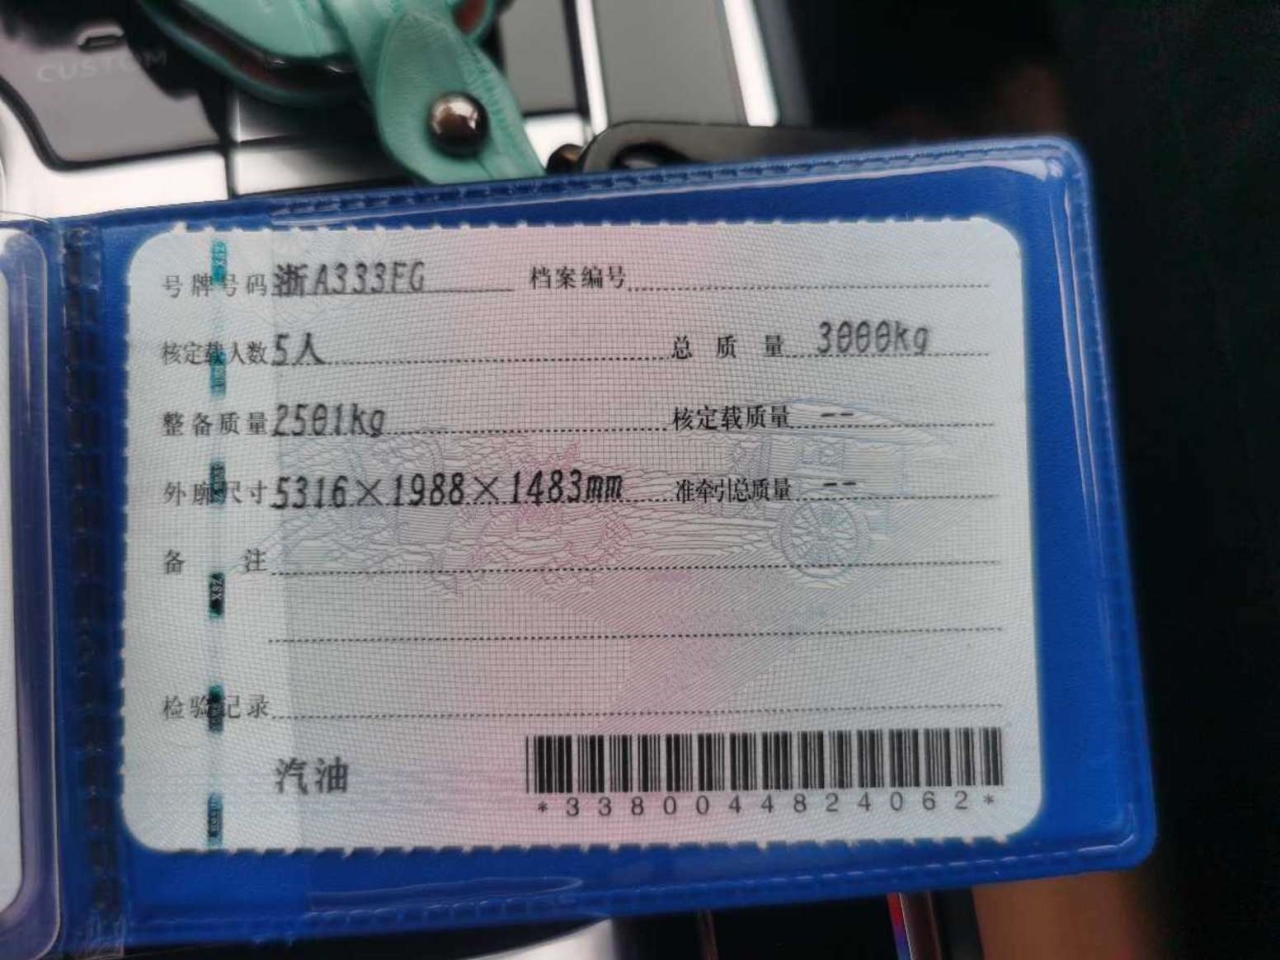 CUSTOM
号牌号码 浙A333FG 档案编号
核定载人数 5人 总质量 3000kg
整备质量 2501kg 核定载质量 --
外廓尺寸 5316×1988×1483mm 准牵引总质量 --
备注
检验记录
汽油
*3380044824062*